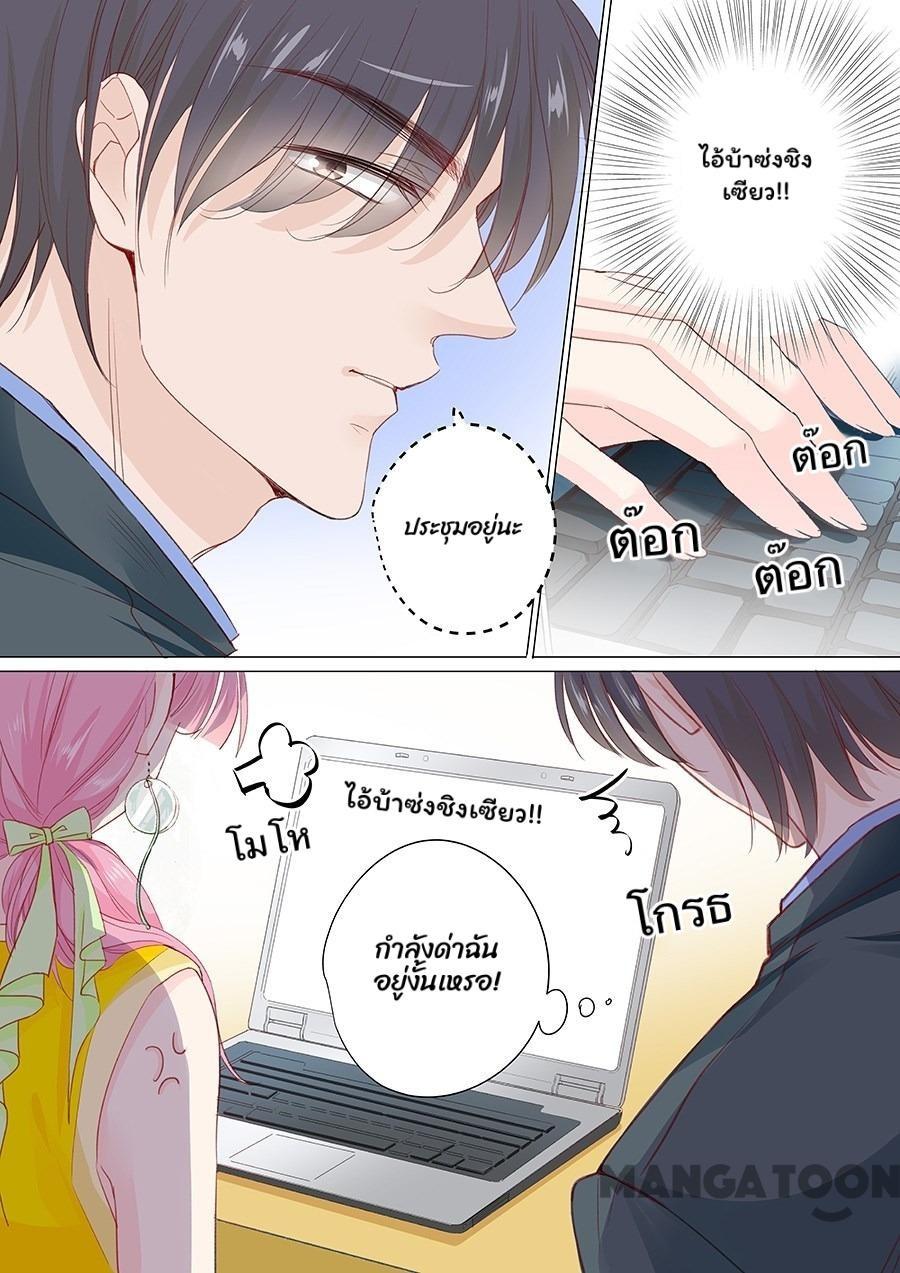 ไอ้บ้าซ่งชิง
เซียว!!
ต๊อก
ต๊อก
ต๊อก
ประชุมอยู่นะ
ไอ้บ้าซ่งชิงเซียว!!
โมโห
โกรธ
กำลังด่าฉัน
อยู่งั้นเหรอ!
MANGATOON